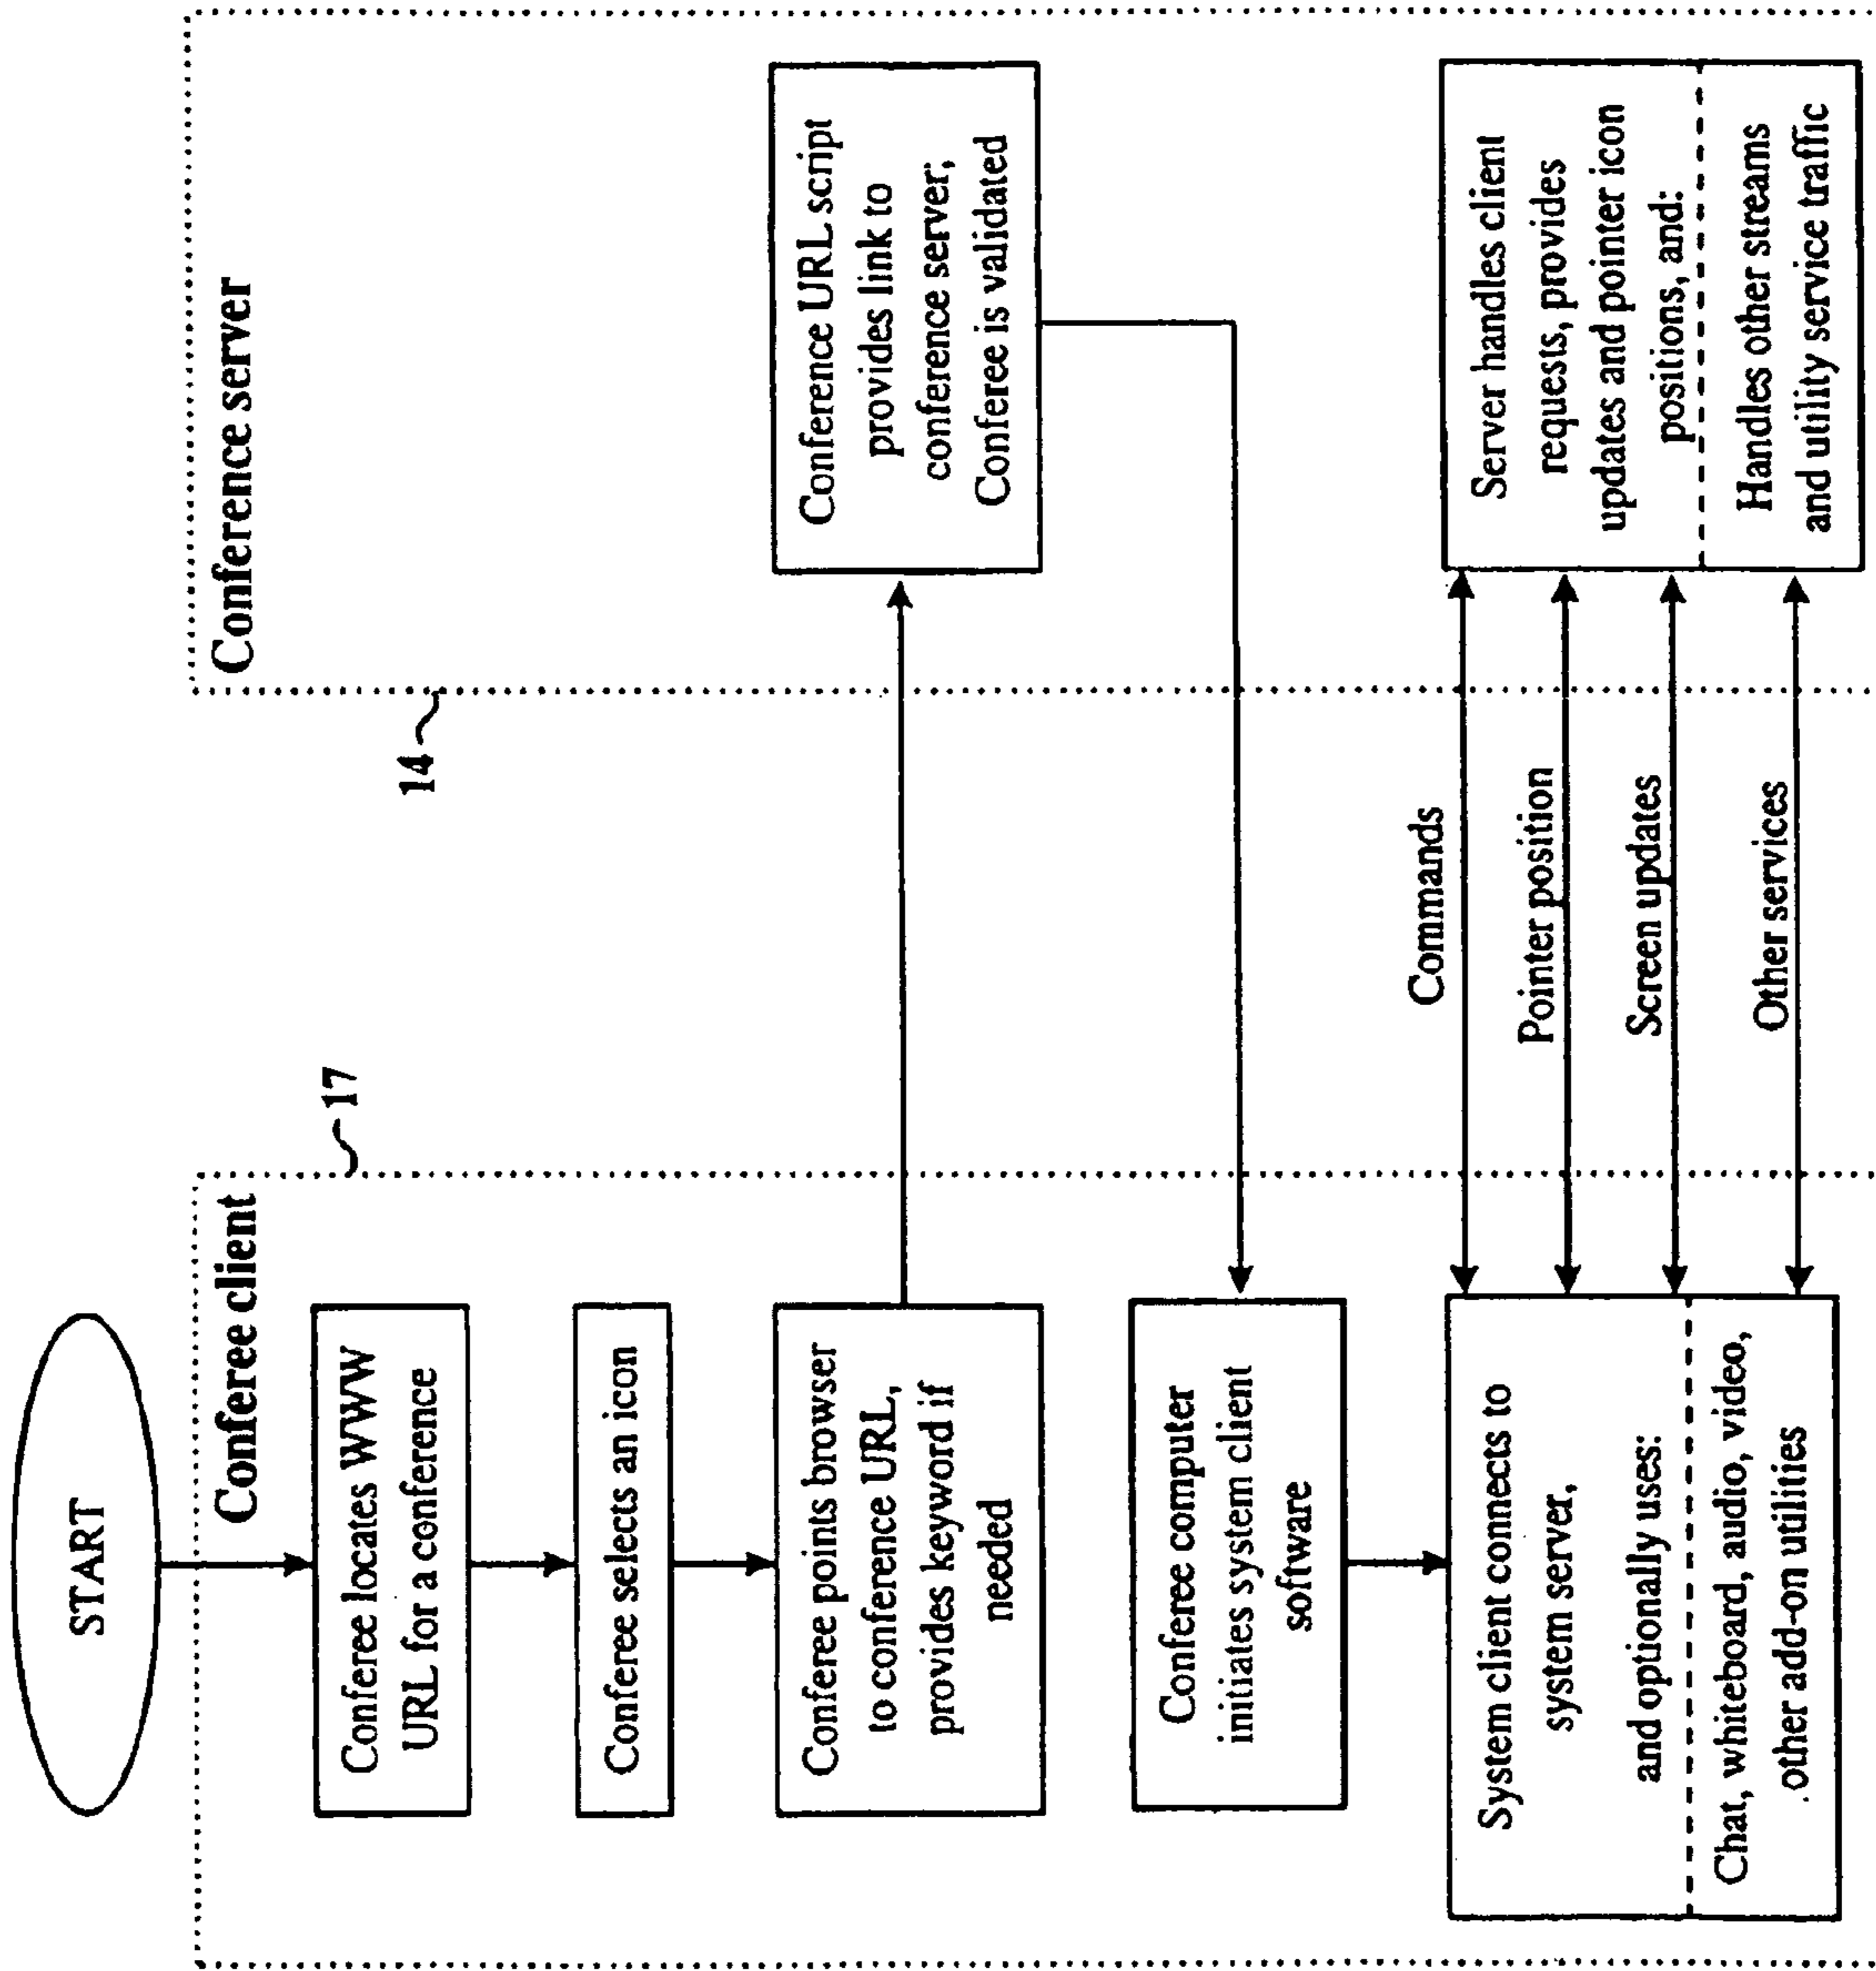 START
Conferee client
17
Conferee locates WWW
URL for a conference
Conferee selects an icon
Conferee points browser
to conference URL,
provides keyword if
needed
Conference server
14
Conference URL script
provides link to
conference server;
Conferee is validated
Conferee computer
initiates system client
software
System client connects to
system server,
and optionally uses:
Chat, whiteboard, audio, video,
other add-on utilities
Commands
Pointer position
Screen updates
Other services
Server handles client
requests, provides
updates and pointer icon
positions, and:
Handles other streams
and utility service traffic